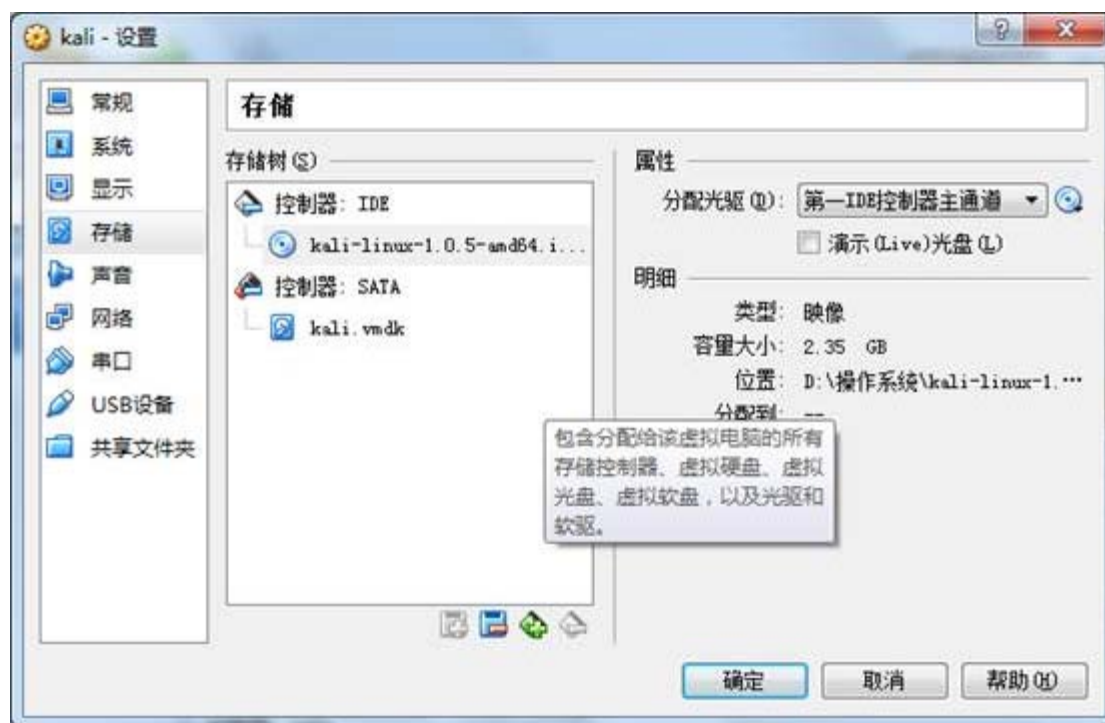 kali - 设置
常规
系统
显示
存储
声音
网络
串口
USB设备
共享文件夹
存储
存储树(S)
控制器: IDE
kali-linux-1.0.5-amd64.i...
控制器: SATA
kali.vmdk
属性
分配光驱(D): 第一IDE控制器主通道
演示(Live)光盘(L)
明细
类型: 映像
容量大小: 2.35 GB
位置: D:\操作系统\kali-linux-1.…
分配到: --
包含分配给该虚拟电脑的所有
存储控制器、虚拟硬盘、虚拟
光盘、虚拟软盘，以及光驱和
软驱。
确定
取消
帮助(H)